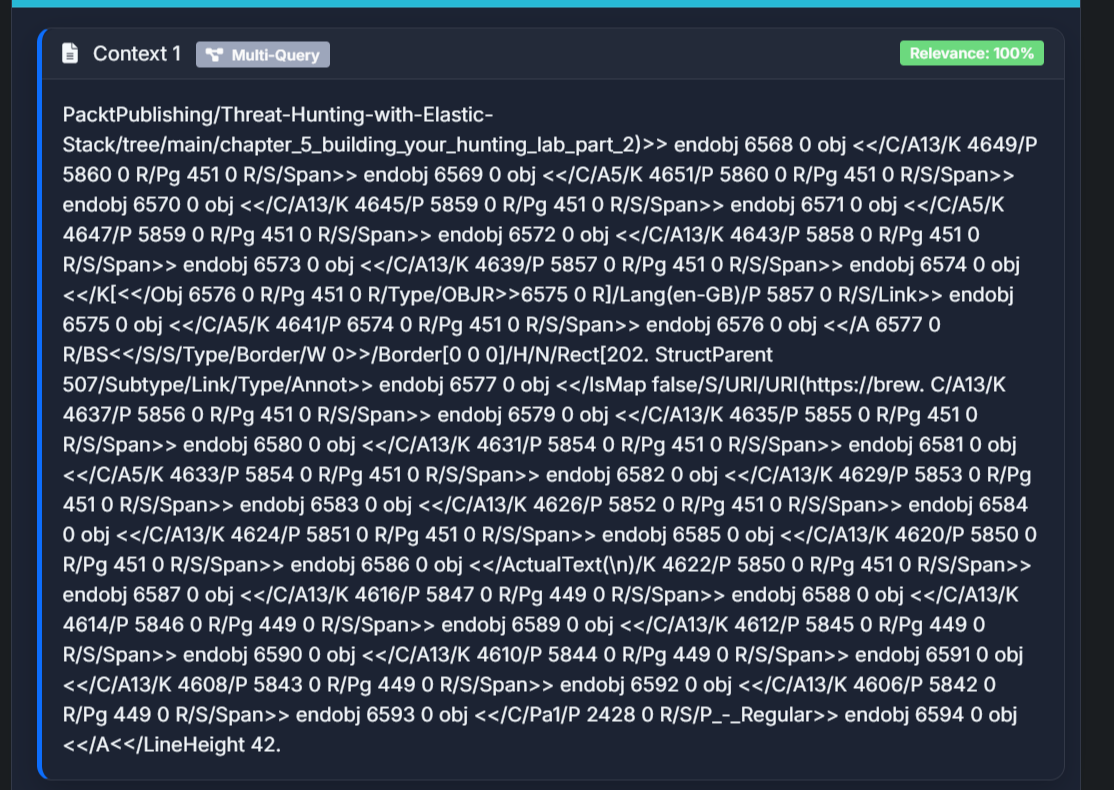 Context 1
Multi-Query
Relevance: 100%
PacktPublishing/Threat-Hunting-with-Elastic-
Stack/tree/main/chapter_5_building_your_hunting_lab_part_2)>> endobj 6568 0 obj <</C/A13/K 4649/P
5860 0 R/Pg 451 0 R/S/Span>> endobj 6569 0 obj <</C/A5/K 4651/P 5860 0 R/Pg 451 0 R/S/Span>>
endobj 6570 0 obj <</C/A13/K 4645/P 5859 0 R/Pg 451 0 R/S/Span>> endobj 6571 0 obj <</C/A5/K
4647/P 5859 0 R/Pg 451 0 R/S/Span>> endobj 6572 0 obj <</C/A13/K 4643/P 5858 0 R/Pg 451 0
R/S/Span>> endobj 6573 0 obj <</C/A13/K 4639/P 5857 0 R/Pg 451 0 R/S/Span>> endobj 6574 0 obj
<</K[<</Obj 6576 0 R/Pg 451 0 R/Type/OBJR>>6575 0 R]/Lang(en-GB)/P 5857 0 R/S/Link>> endobj
6575 0 obj <</C/A5/K 4641/P 6574 0 R/Pg 451 0 R/S/Span>> endobj 6576 0 obj <</A 6577 0
R/BS<</S/S/Type/Border/W 0>>/Border[0 0 0]/H/N/Rect[202. StructParent
507/Subtype/Link/Type/Annot>> endobj 6577 0 obj <</IsMap false/S/URI/URI(https://brew. C/A13/K
4637/P 5856 0 R/Pg 451 0 R/S/Span>> endobj 6579 0 obj <</C/A13/K 4635/P 5855 0 R/Pg 451 0
R/S/Span>> endobj 6580 0 obj <</C/A13/K 4631/P 5854 0 R/Pg 451 0 R/S/Span>> endobj 6581 0 obj
<</C/A5/K 4633/P 5854 0 R/Pg 451 0 R/S/Span>> endobj 6582 0 obj <</C/A13/K 4629/P 5853 0 R/Pg
451 0 R/S/Span>> endobj 6583 0 obj <</C/A13/K 4626/P 5852 0 R/Pg 451 0 R/S/Span>> endobj 6584
0 obj <</C/A13/K 4624/P 5851 0 R/Pg 451 0 R/S/Span>> endobj 6585 0 obj <</C/A13/K 4620/P 5850 0
R/Pg 451 0 R/S/Span>> endobj 6586 0 obj <</ActualText(\n)/K 4622/P 5850 0 R/Pg 451 0 R/S/Span>>
endobj 6587 0 obj <</C/A13/K 4616/P 5847 0 R/Pg 449 0 R/S/Span>> endobj 6588 0 obj <</C/A13/K
4614/P 5846 0 R/Pg 449 0 R/S/Span>> endobj 6589 0 obj <</C/A13/K 4612/P 5845 0 R/Pg 449 0
R/S/Span>> endobj 6590 0 obj <</C/A13/K 4610/P 5844 0 R/Pg 449 0 R/S/Span>> endobj 6591 0 obj
<</C/A13/K 4608/P 5843 0 R/Pg 449 0 R/S/Span>> endobj 6592 0 obj <</C/A13/K 4606/P 5842 0
R/Pg 449 0 R/S/Span>> endobj 6593 0 obj <</C/Pa1/P 2428 0 R/S/P_-_Regular>> endobj 6594 0 obj
<</A<</LineHeight 42.